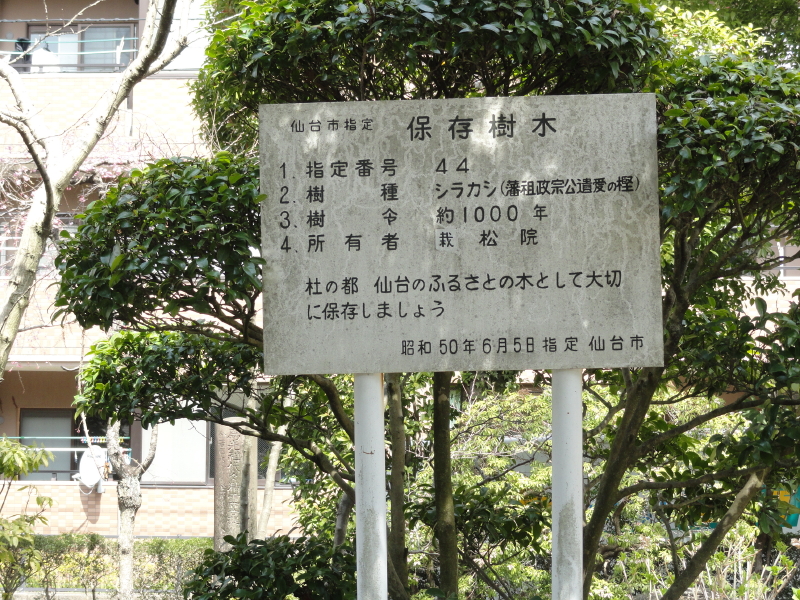 仙台市指定 保存樹木
1. 指定番号 44
2. 樹種 シラカシ(藩祖政宗公遺愛の樫)
3. 樹令 約1000年
4. 所有者 栽松院
杜の都 仙台のふるさとの木として大切
に保存しましょう
昭和50年6月5日指定 仙台市